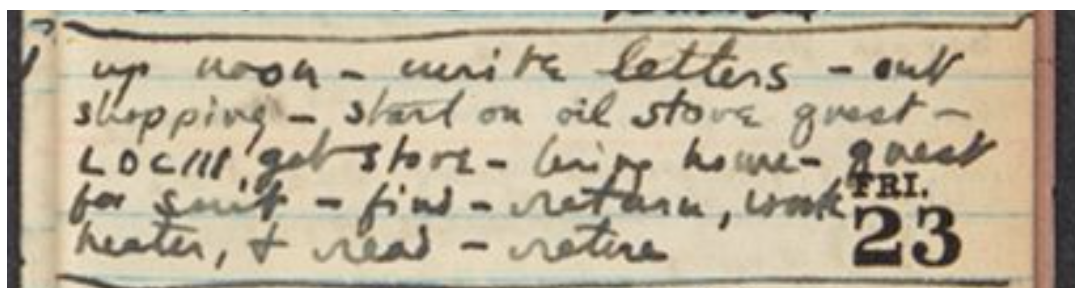 up noon - write letters - out
shopping - start on oil stove quest -
get stove - bring home - quest
for suit - find - return, work
FRI.
23
heater, & read - retire